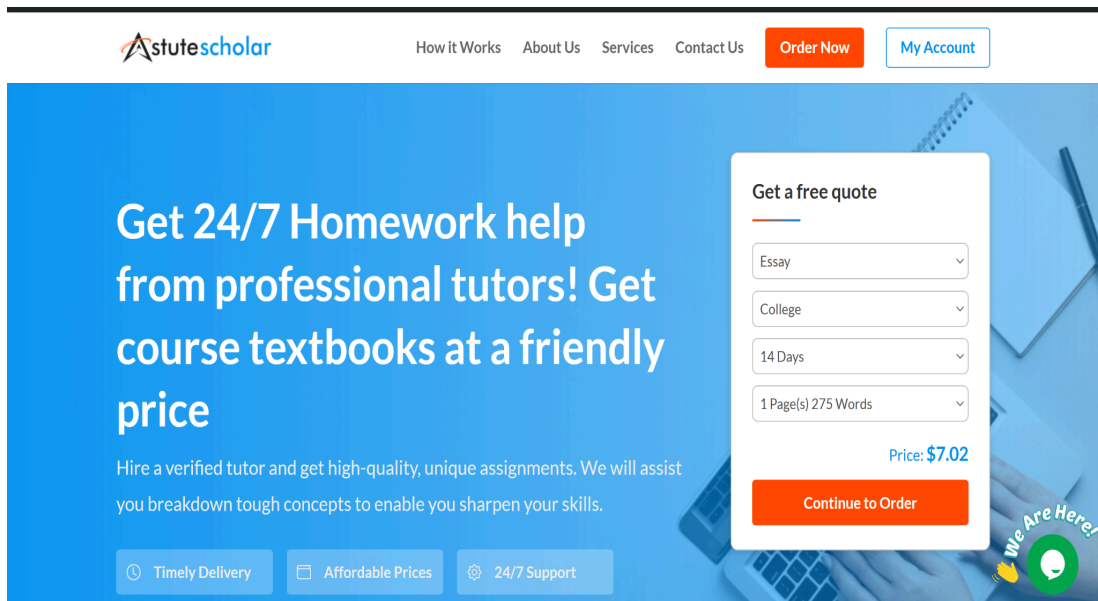 Astutescholar
How it Works About Us Services Contact Us Order Now My Account
Get 24/7 Homework help
from professional tutors! Get
course textbooks at a friendly
price
Hire a verified tutor and get high-quality, unique assignments. We will assist
you breakdown tough concepts to enable you sharpen your skills.
Timely Delivery Affordable Prices 24/7 Support
Get a free quote
Essay
College
14 Days
1 Page(s) 275 Words
Price: $7.02
Continue to Order
We Are Here!